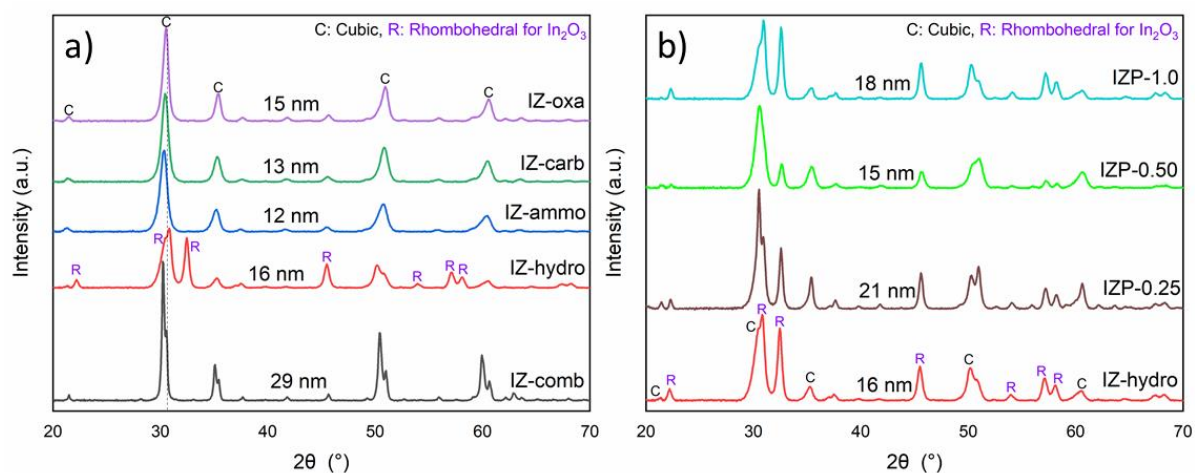 a)
C: Cubic, R: Rhombohedral for In₂O₃
C
C
C
C
C
15 nm
IZ-oxa
13 nm
IZ-carb
12 nm
IZ-ammo
R
R
R
R
R
R
R
16 nm
IZ-hydro
29 nm
IZ-comb
Intensity (a.u.)
20 30 40 50 60 70
2θ (°)
b)
C: Cubic, R: Rhombohedral for In₂O₃
18 nm
IZP-1.0
15 nm
IZP-0.50
21 nm
IZP-0.25
C
R
C
R
R
C
R
C
R
R
R
C
16 nm
IZ-hydro
Intensity (a.u.)
20 30 40 50 60 70
2θ (°)